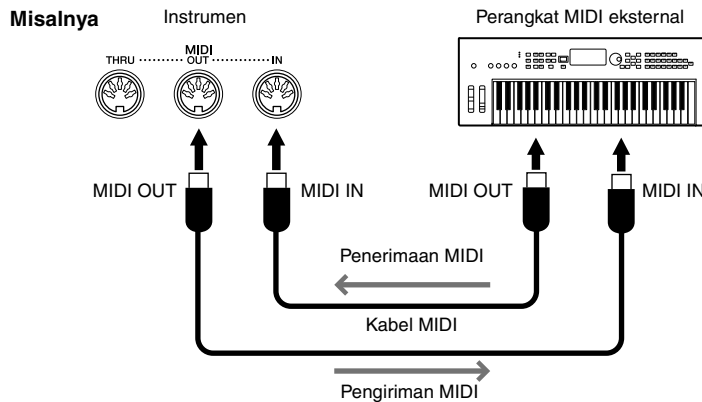 Misalnya
Instrumen
Perangkat MIDI eksternal
MIDI
THRU
OUT
IN
MIDI OUT
MIDI IN
MIDI OUT
MIDI IN
Penerimaan MIDI
Kabel MIDI
Pengiriman MIDI